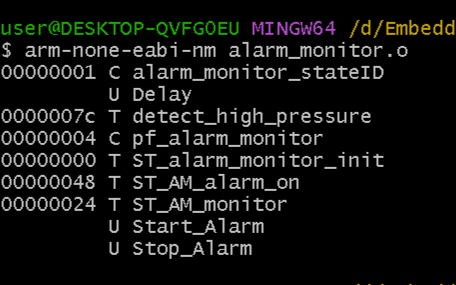 user@DESKTOP-QVFG0EU MINGW64 /d/Embedd
$ arm-none-eabi-nm alarm_monitor.o
00000001 C alarm_monitor_stateID
U Delay
0000007c T detect_high_pressure
00000004 C pf_alarm_monitor
00000000 T ST_alarm_monitor_init
00000048 T ST_AM_alarm_on
00000024 T ST_AM_monitor
U Start_Alarm
U Stop_Alarm